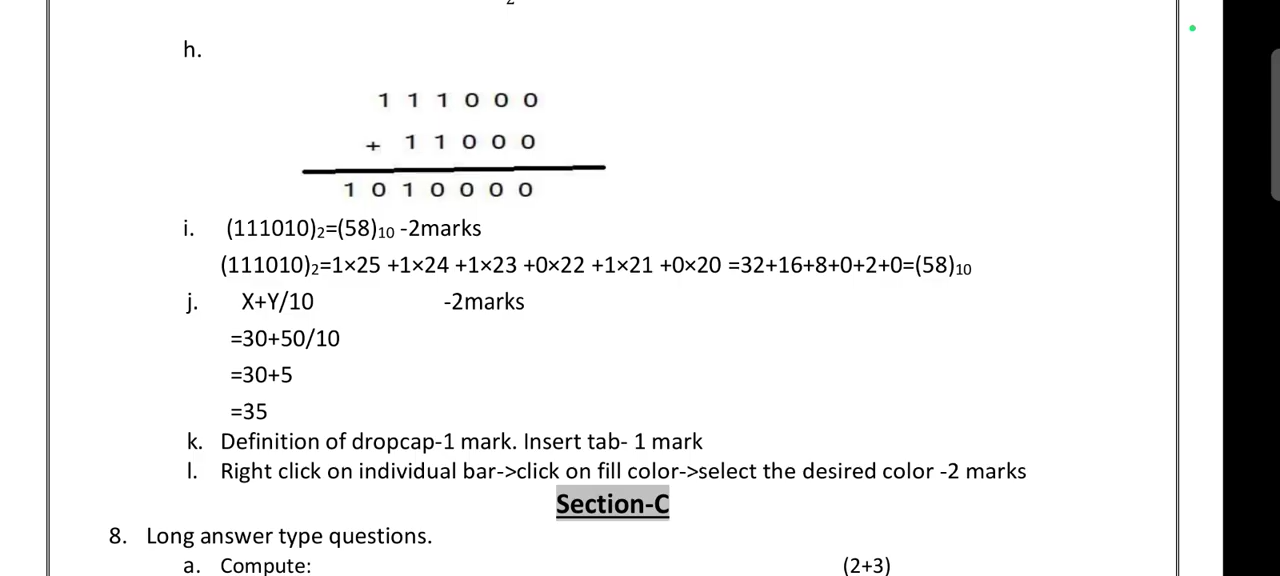 h.
1 1 1 0 0 0
+ 1 1 0 0 0
1 0 1 0 0 0 0
i. (111010)2=(58)10 -2marks
(111010)2=1×25 +1×24 +1×23 +0×22 +1×21 +0×20 =32+16+8+0+2+0=(58)10
j. X+Y/10 -2marks
=30+50/10
=30+5
=35
k. Definition of dropcap-1 mark. Insert tab- 1 mark
l. Right click on individual bar->click on fill color->select the desired color -2 marks
Section-C
8. Long answer type questions.
a. Compute: (2+3)